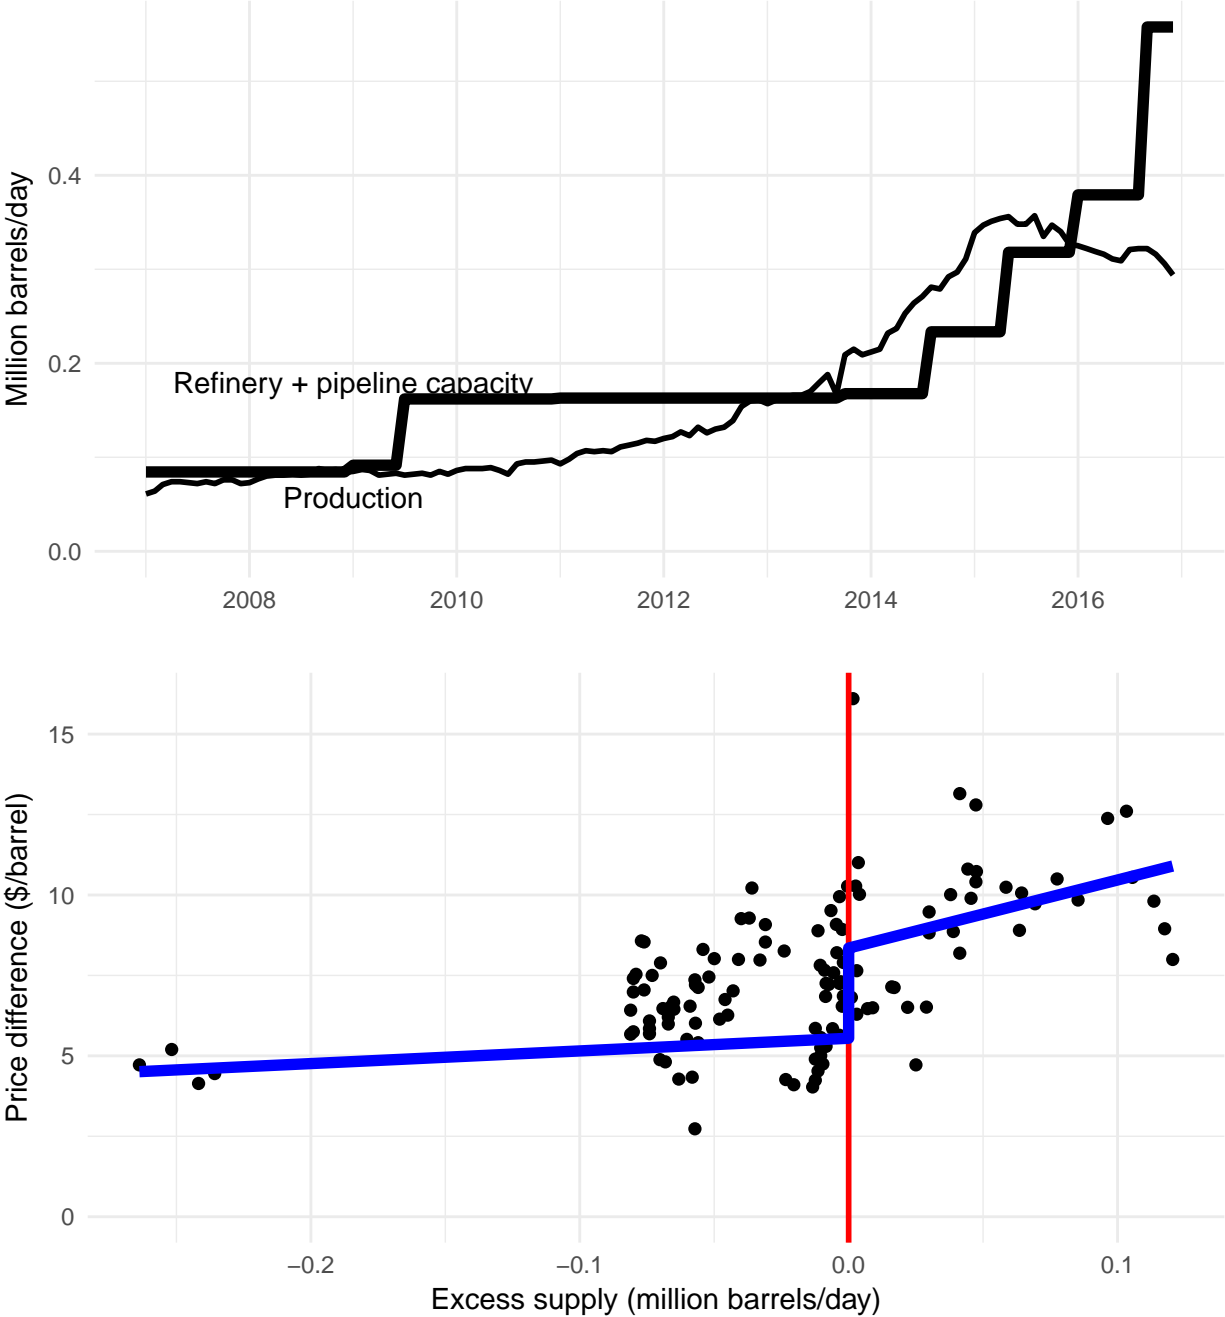 Million barrels/day
0.4
0.2
0.0
Refinery + pipeline capacity
Production
2008 2010 2012 2014 2016
Price difference ($/barrel)
15
10
5
0
−0.2 −0.1 0.0 0.1
Excess supply (million barrels/day)